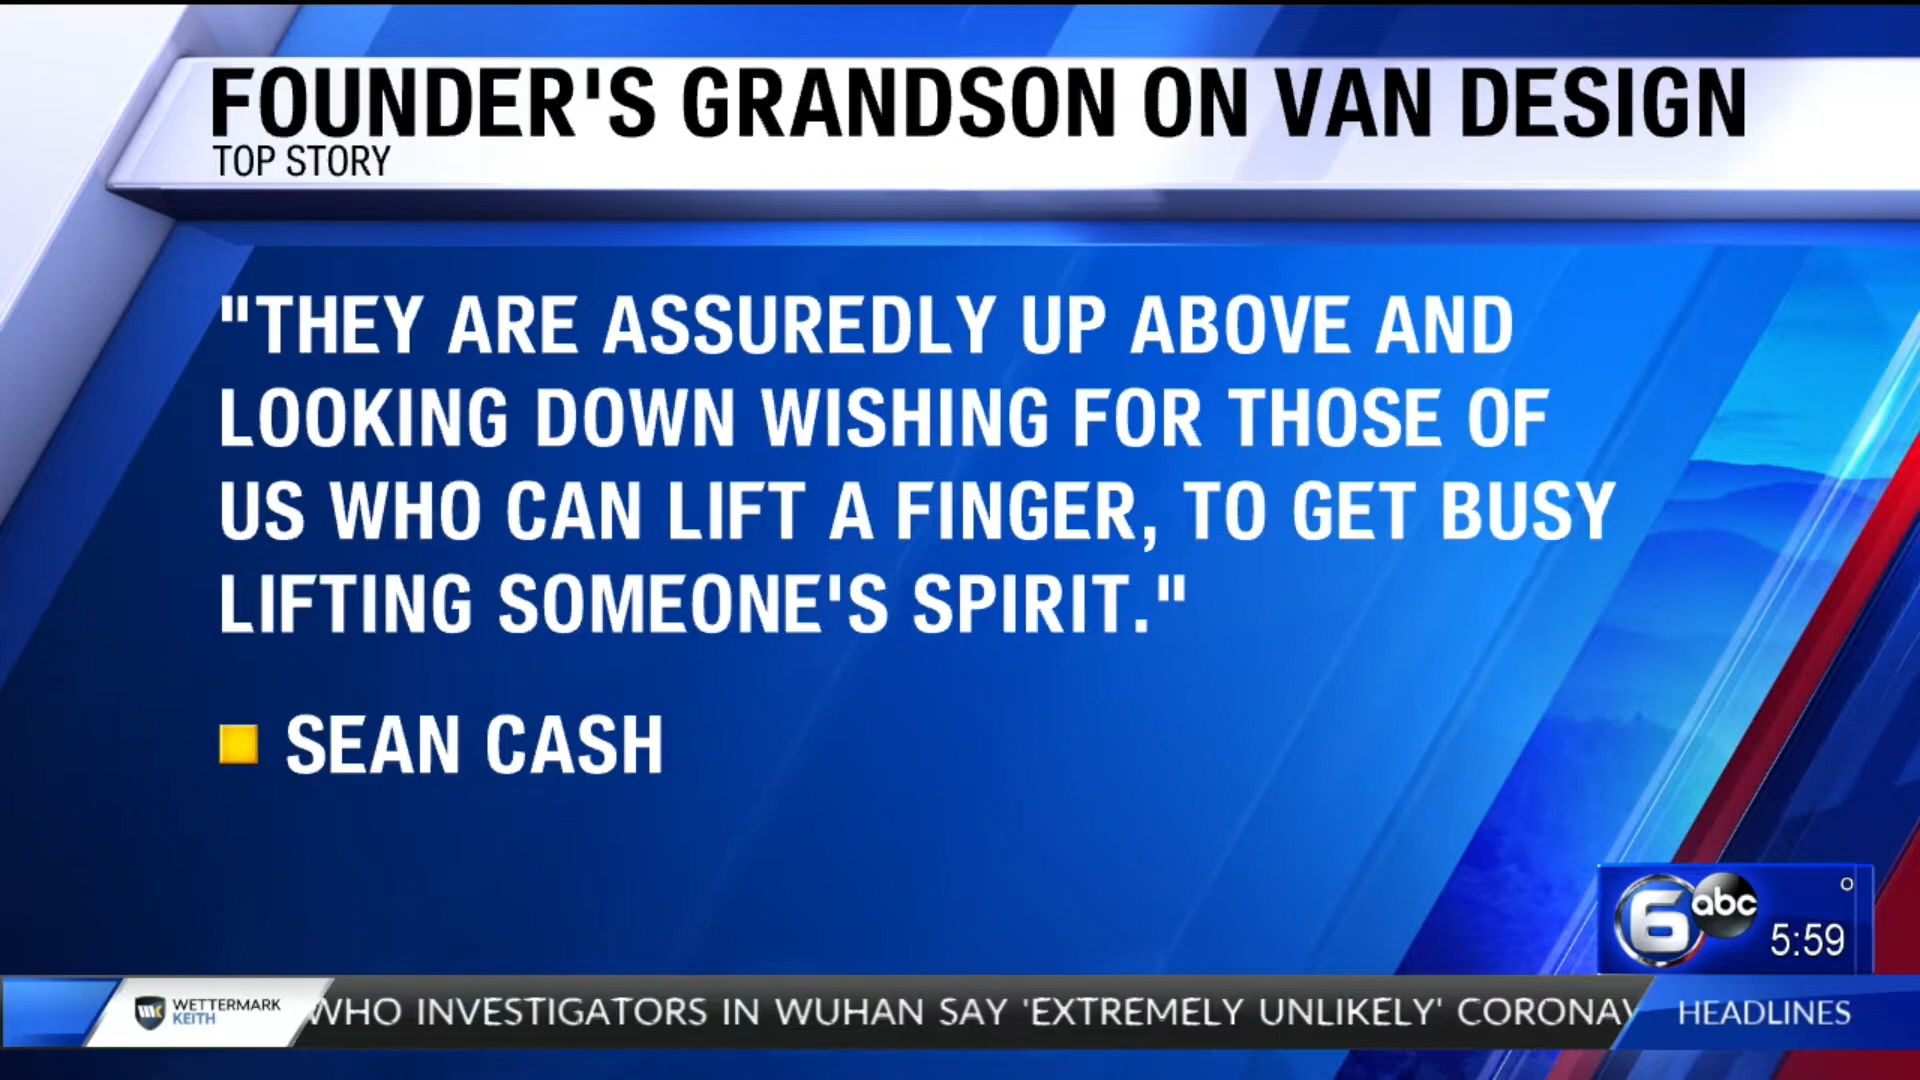 FOUNDER'S GRANDSON ON VAN DESIGN
TOP STORY
"THEY ARE ASSUREDLY UP ABOVE AND
LOOKING DOWN WISHING FOR THOSE OF
US WHO CAN LIFT A FINGER, TO GET BUSY
LIFTING SOMEONE'S SPIRIT."
SEAN CASH
6 abc
°
5:59
WK WETTERMARK
KEITH
WHO INVESTIGATORS IN WUHAN SAY 'EXTREMELY UNLIKELY' CORONAV
HEADLINES